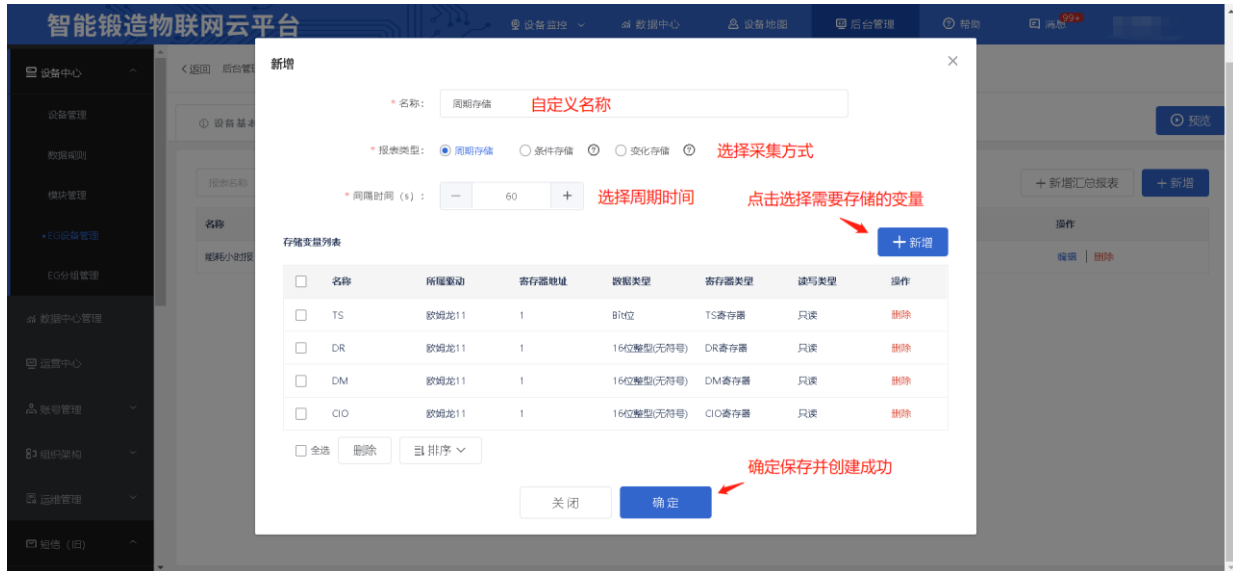 智能锻造物联网云平台
设备监控
数据中心
设备地图
后台管理
帮助
消息
99+
设备中心
设备管理
数据规则
模块管理
•EG设备管理
EG分组管理
数据中心管理
运营中心
账号管理
组织架构
运维管理
短信（旧）
<返回 后台管
设备基本
预览
报表名称
+ 新增汇总报表
+ 新增
名称
操作
能耗小时报
编辑 | 删除
新增
* 名称： 周期存储 自定义名称
* 报表类型： 周期存储 条件存储 变化存储 选择采集方式
* 间隔时间（s）： — 60 + 选择周期时间
点击选择需要存储的变量
存储变量列表
+ 新增
名称 所属驱动 寄存器地址 数据类型 寄存器类型 读写类型 操作
TS 欧姆龙11 1 Bit位 TS寄存器 只读 删除
DR 欧姆龙11 1 16位整型(无符号) DR寄存器 只读 删除
DM 欧姆龙11 1 16位整型(无符号) DM寄存器 只读 删除
CIO 欧姆龙11 1 16位整型(无符号) CIO寄存器 只读 删除
全选 删除 排序
确定保存并创建成功
关闭 确定